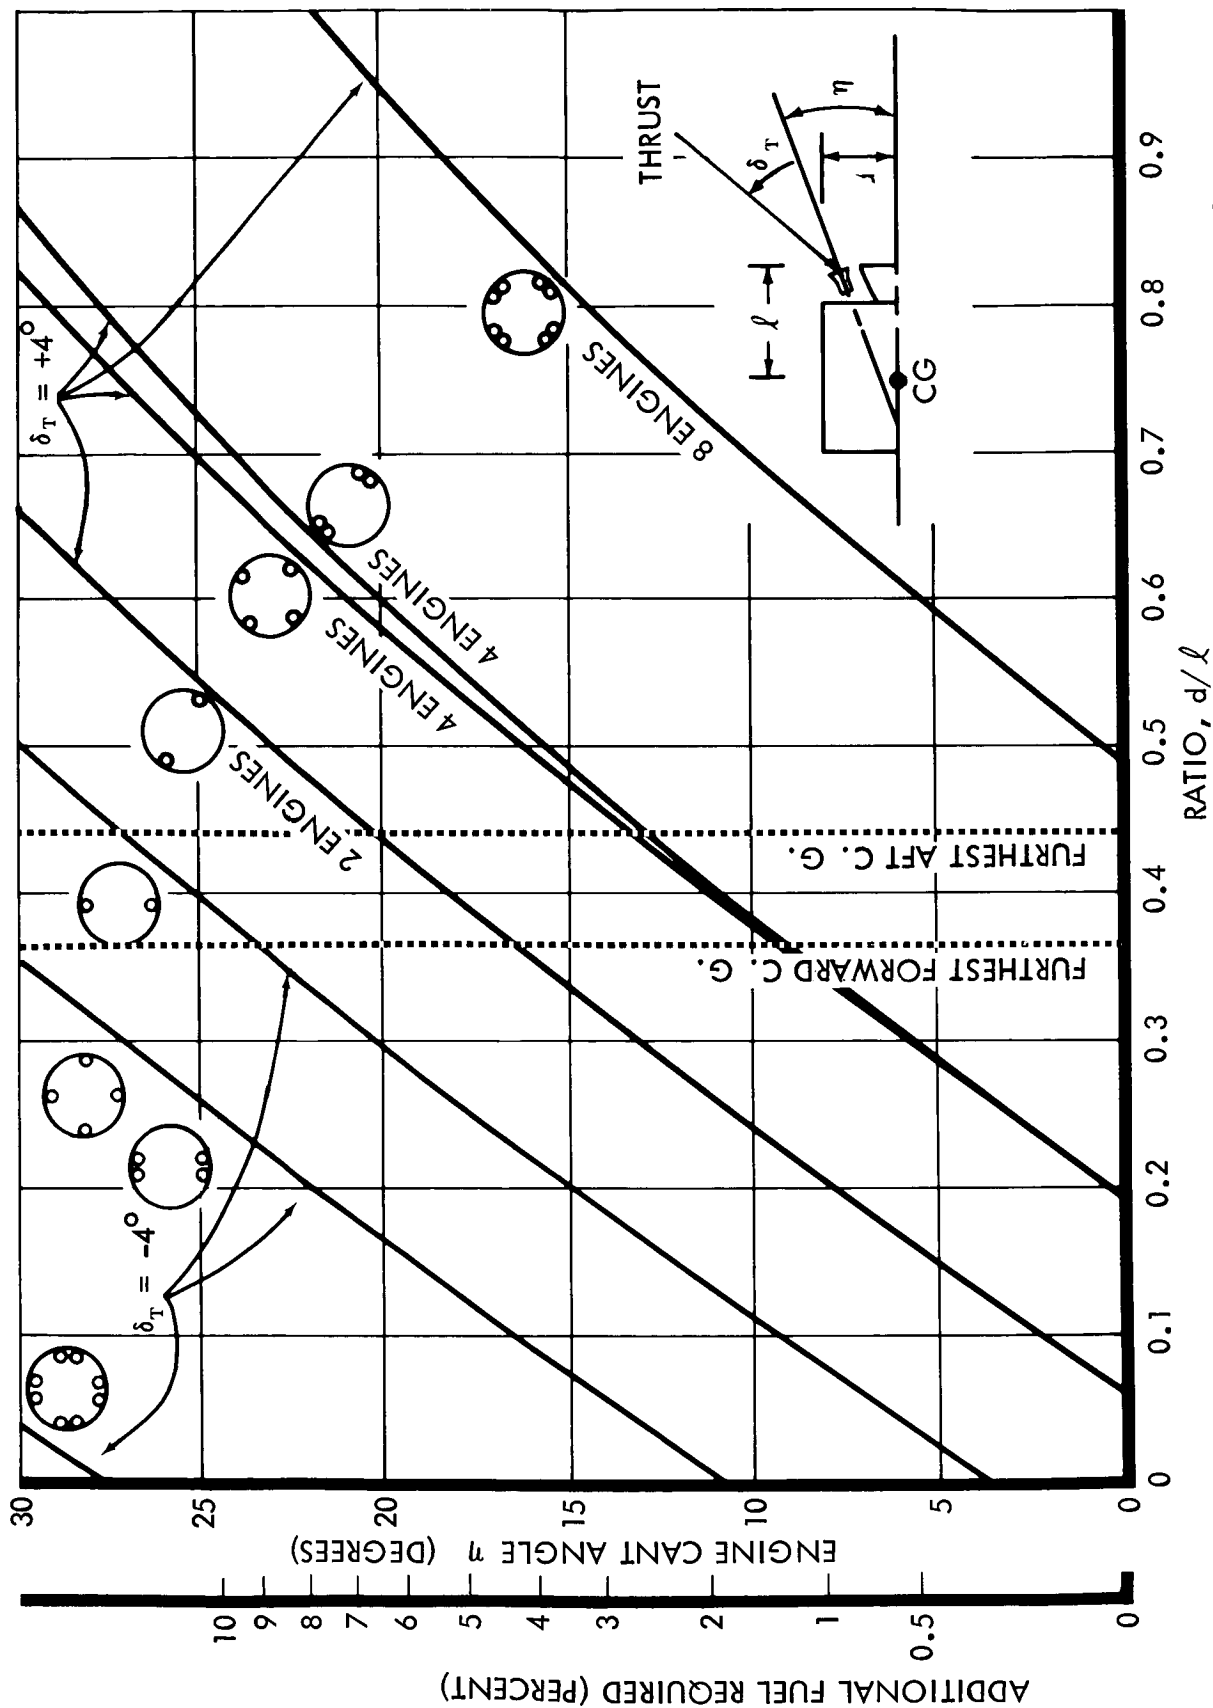 ADDITIONAL FUEL REQUIRED (PERCENT)
10
9
8
7
6
5
4
3
2
1
0.5
0
ENGINE CANT ANGLE η (DEGREES)
30
25
20
15
10
5
0
δT = -4°
δT = +4°
2 ENGINES
4 ENGINES
4 ENGINES
8 ENGINES
FURTHEST FORWARD C. G.
FURTHEST AFT C. G.
THRUST
δT
η
r
ℓ
CG
0
0.1
0.2
0.3
0.4
0.5
0.6
0.7
0.8
0.9
RATIO, d/ℓ